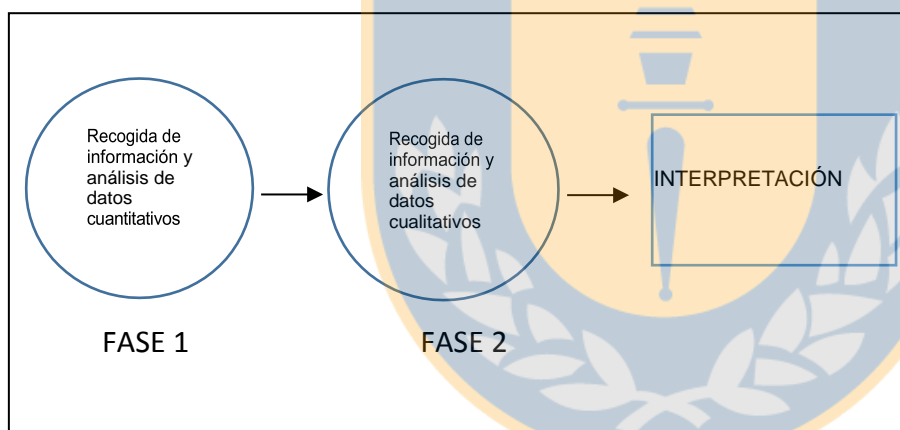 Recogida de
información y
análisis de
datos
cuantitativos
Recogida de
información y
análisis de
datos
cualitativos
INTERPRETACIÓN
FASE 1
FASE 2